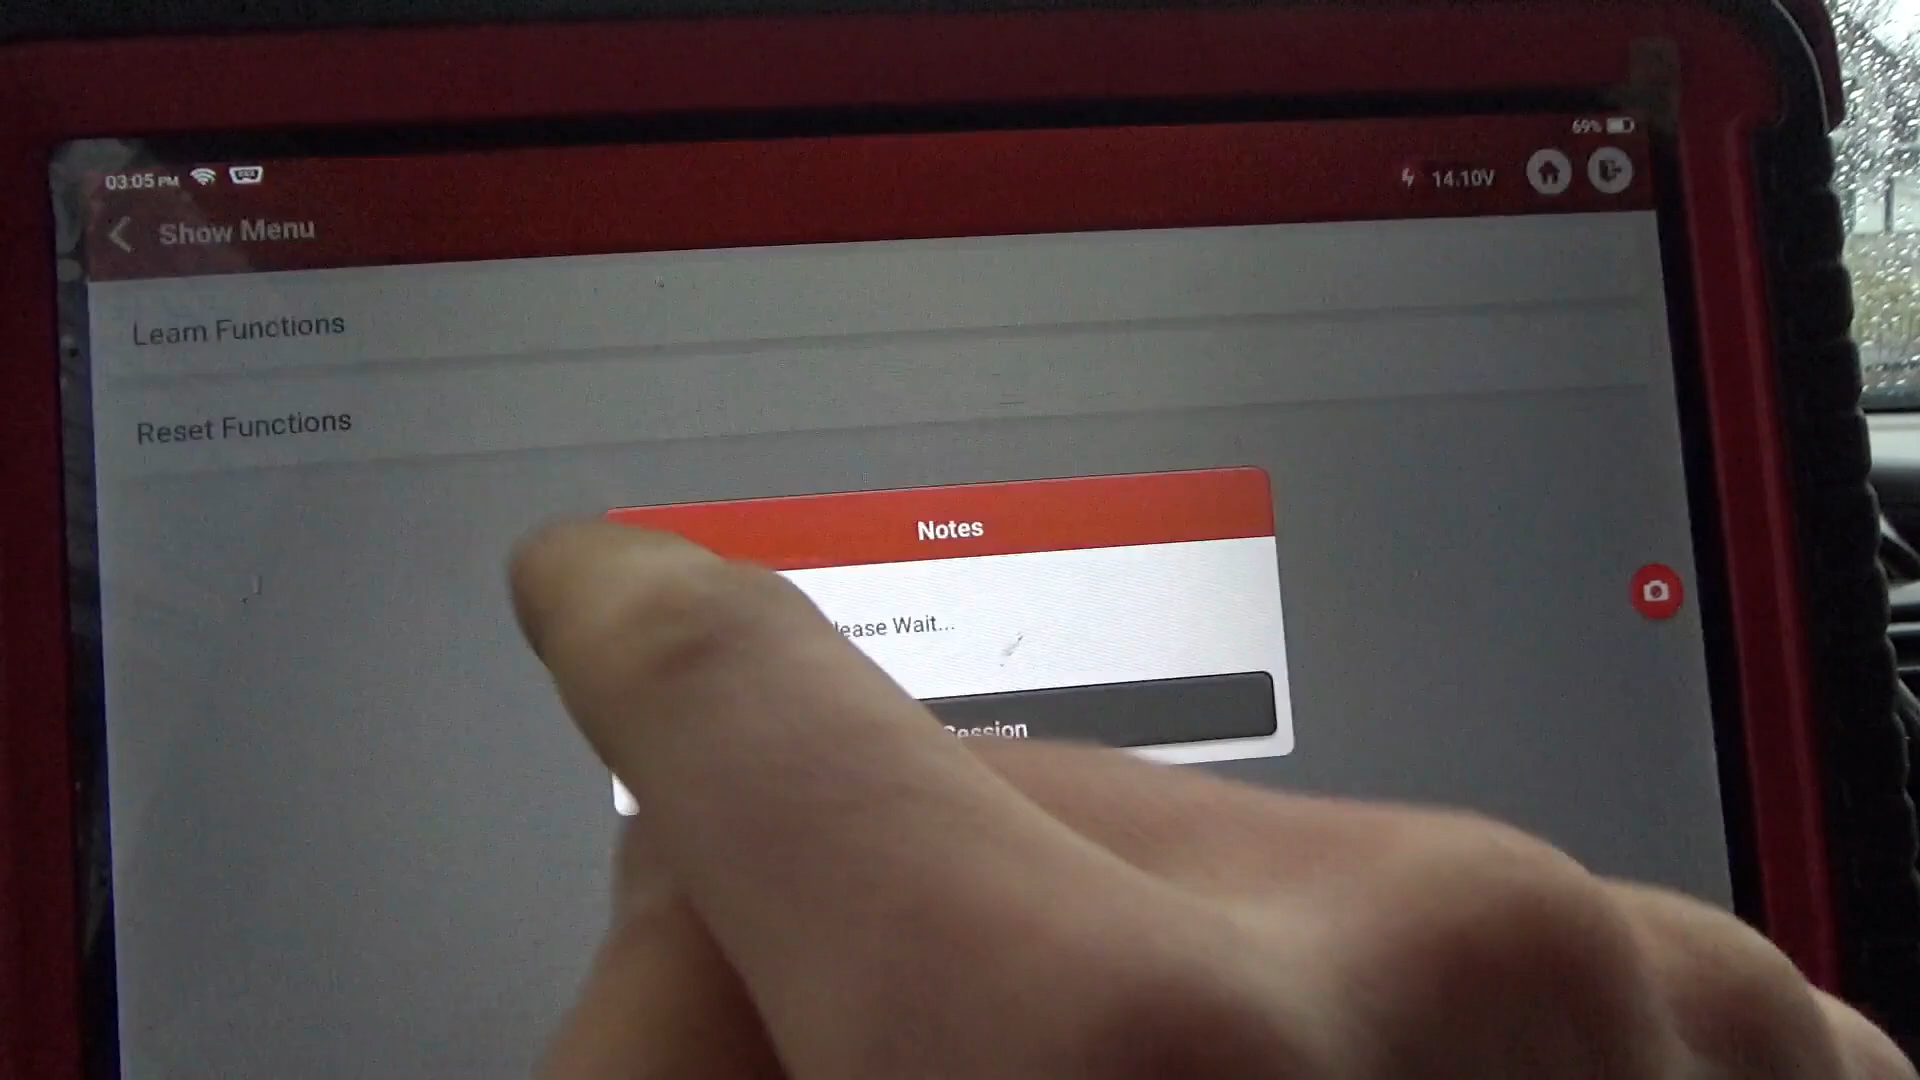 69%
03:05 PM
14.10V
Show Menu
Learn Functions
Reset Functions
Notes
lease Wait...
Session